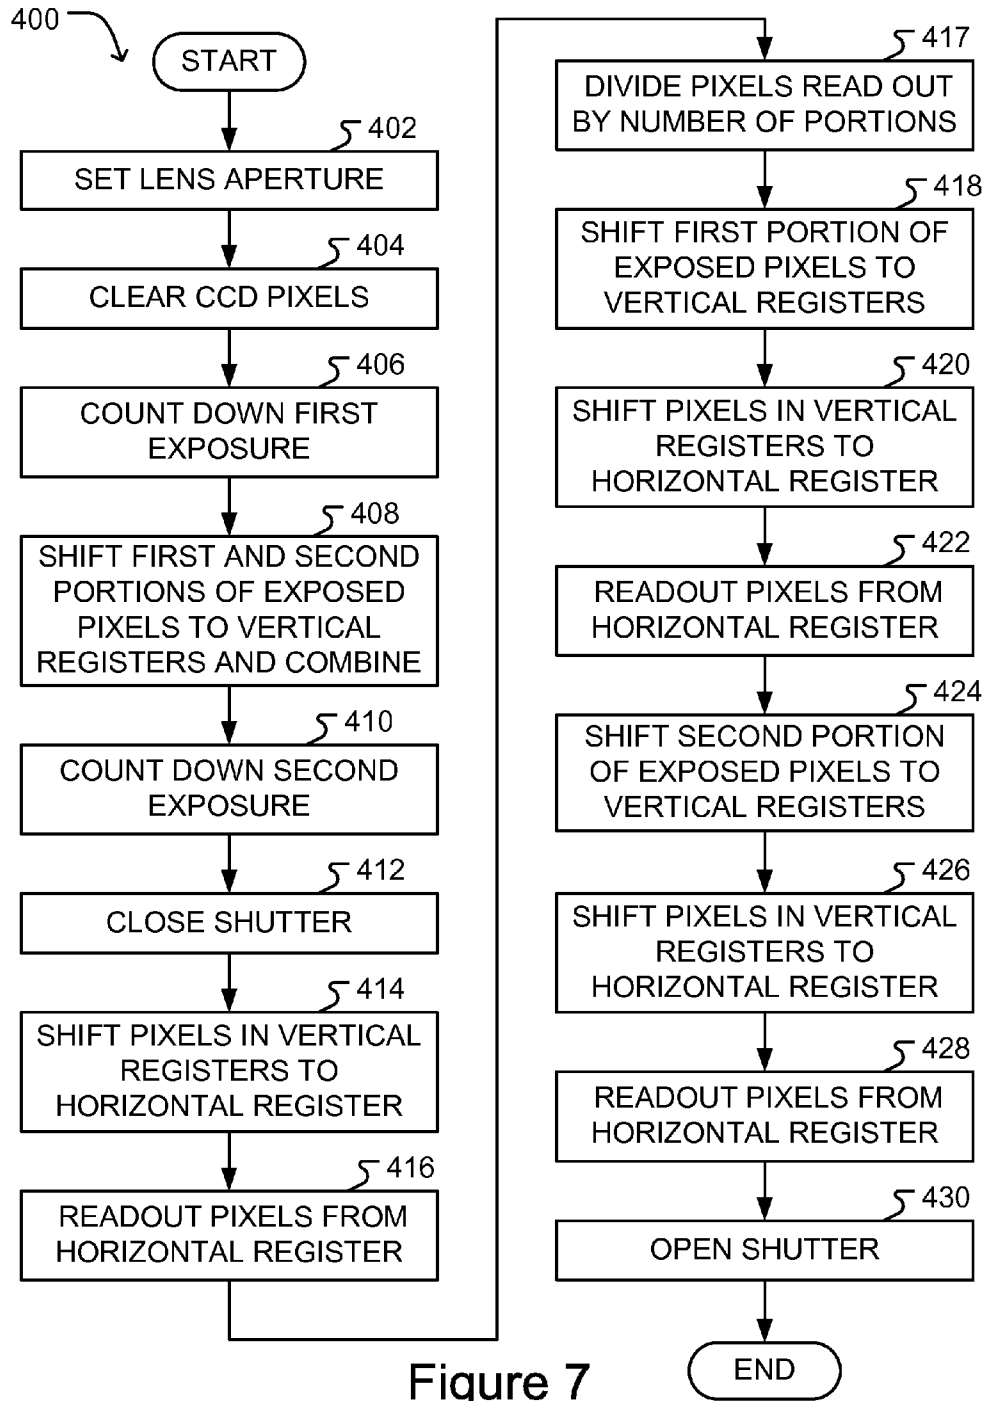 400
START
402
SET LENS APERTURE
404
CLEAR CCD PIXELS
406
COUNT DOWN FIRST
EXPOSURE
408
SHIFT FIRST AND SECOND
PORTIONS OF EXPOSED
PIXELS TO VERTICAL
REGISTERS AND COMBINE
410
COUNT DOWN SECOND
EXPOSURE
412
CLOSE SHUTTER
414
SHIFT PIXELS IN VERTICAL
REGISTERS TO
HORIZONTAL REGISTER
416
READOUT PIXELS FROM
HORIZONTAL REGISTER
417
DIVIDE PIXELS READ OUT
BY NUMBER OF PORTIONS
418
SHIFT FIRST PORTION OF
EXPOSED PIXELS TO
VERTICAL REGISTERS
420
SHIFT PIXELS IN VERTICAL
REGISTERS TO
HORIZONTAL REGISTER
422
READOUT PIXELS FROM
HORIZONTAL REGISTER
424
SHIFT SECOND PORTION
OF EXPOSED PIXELS TO
VERTICAL REGISTERS
426
SHIFT PIXELS IN VERTICAL
REGISTERS TO
HORIZONTAL REGISTER
428
READOUT PIXELS FROM
HORIZONTAL REGISTER
430
OPEN SHUTTER
END
Figure 7